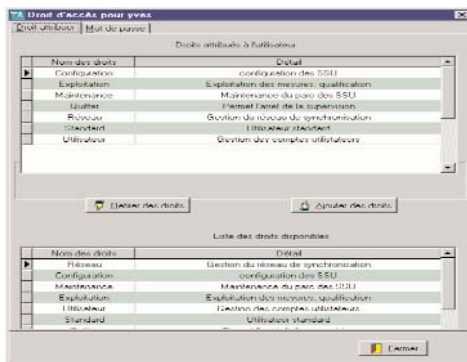 Droit d'accès pour yves
Droit attribuer Mot de passe
Droits attribués à l'utilisateur
Nom des droits Détail
Configuration configuration des SSU
Exploitation Exploitation des mesures, qualification
Maintenance Maintenance du parc des SSU
Quitter Permet l'arret de la supervision
Réseau Gestion du réseau de synchronisation
Standard Utilisateur standard
Utilisateur Gestion des comptes utilistateurs
Retirer des droits Ajouter des droits
Liste des droits disponibles
Nom des droits Détail
Réseau Gestion du réseau de synchronisation
Configuration configuration des SSU
Maintenance Maintenance du parc des SSU
Exploitation Exploitation des mesures, qualification
Utilisateur Gestion des comptes utilistateurs
Standard Utilisateur standard
Fermer